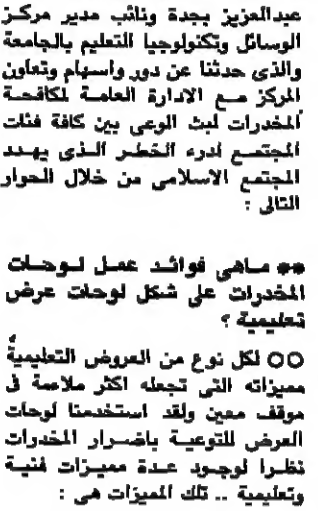 عبدالعزيز بجدة ونائب مدير مركز
الوسائل وتكنولوجيا التعليم بالجامعة
والذى حدثنا عن دور واسهام وتعاون
المركز مع الادارة العامة لمكافحة
المخدرات لبث الوعى بين كافة فئات
المجتمع لدرء الخطر الذى يهدد
المجتمع الاسلامى من خلال الحوار
التالى :
** ماهى فوائد عمل لوحات
المخدرات على شكل لوحات عرض
تعليمية ؟
○○ لكل نوع من العروض التعليمية
مميزاته التى تجعله اكثر ملاءمة فى
موقف معين ولقد استخدمنا لوحات
العرض للتوعية باضرار المخدرات
نظرا لوجود عدة مميزات فنية
وتعليمية .. تلك المميزات هى :